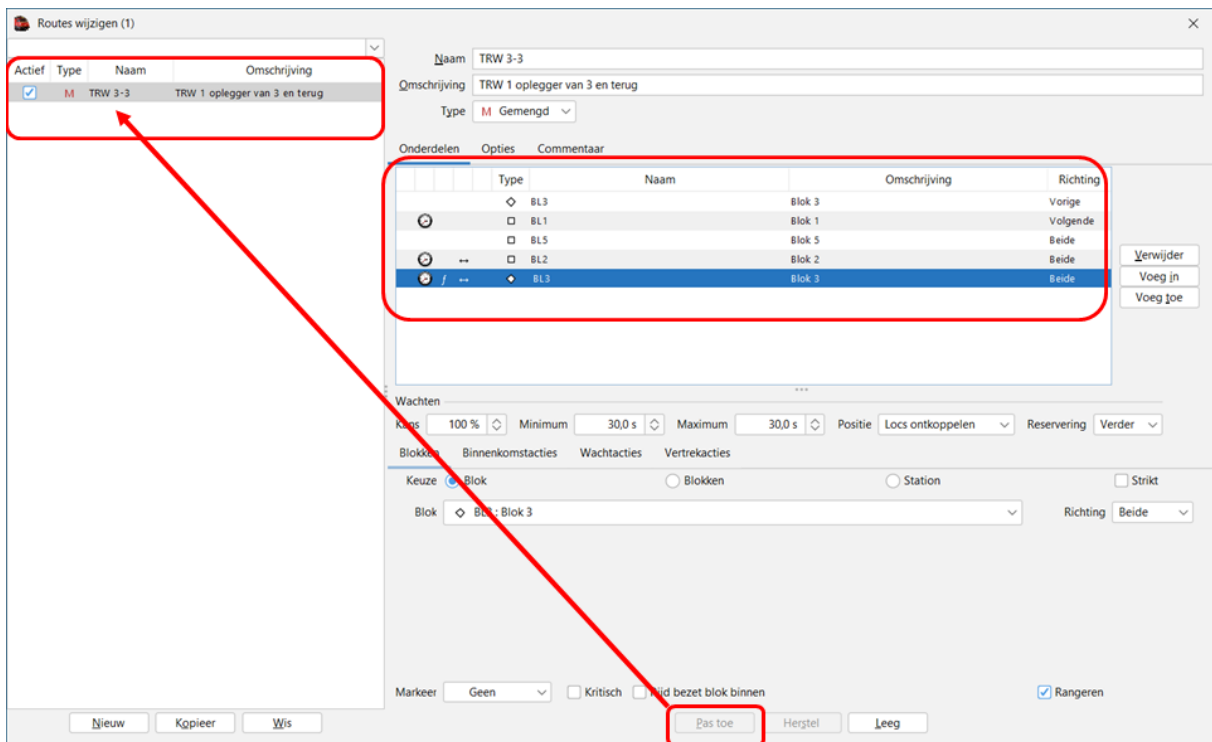 Routes wijzigen (1)
Naam TRW 3-3
Actief Type Naam Omschrijving
M TRW 3-3 TRW 1 oplegger van 3 en terug
Omschrijving TRW 1 oplegger van 3 en terug
Type M Gemengd
Onderdelen Opties Commentaar
Type Naam Omschrijving Richting
BL3 Blok 3 Vorige
BL1 Blok 1 Volgende
BL5 Blok 5 Beide
BL2 Blok 2 Beide
f BL3 Blok 3 Beide
Verwijder
Voeg in
Voeg toe
Wachten
100 % Minimum 30,0 s Maximum 30,0 s Positie Locs ontkoppelen Reservering Verder
Blokken Binnenkomstacties Wachtacties Vertrekacties
Keuze Blok Blokken Station Strikt
Blok BL3 : Blok 3 Richting Beide
Markeer Geen Kritisch Rijd bezet blok binnen Rangeren
Nieuw Kopieer Wis Pas toe Herstel Leeg